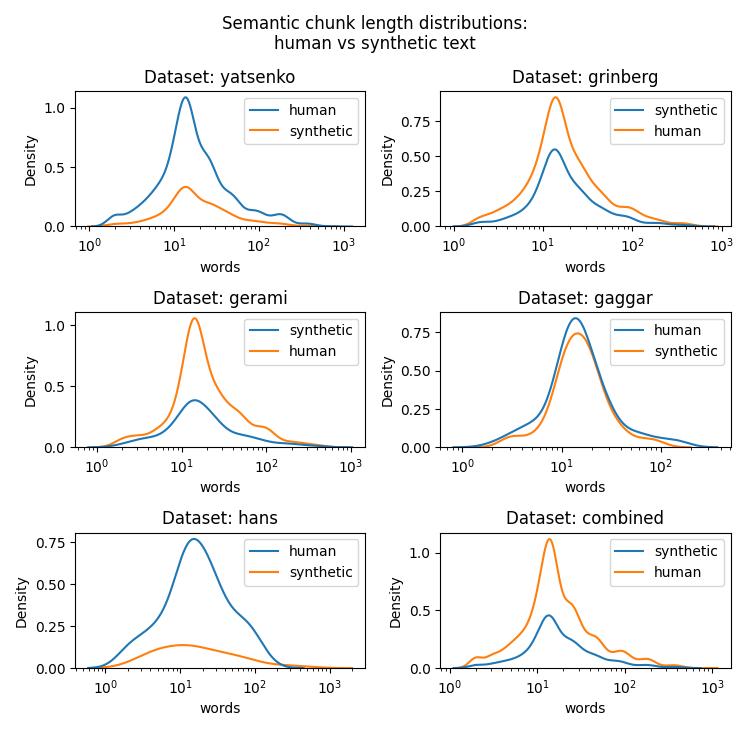 Semantic chunk length distributions:
human vs synthetic text
Dataset: yatsenko
human
synthetic
Density
1.0
0.5
0.0
10⁰ 10¹ 10² 10³
words
Dataset: grinberg
synthetic
human
Density
0.75
0.50
0.25
0.00
10⁰ 10¹ 10² 10³
words
Dataset: gerami
synthetic
human
Density
1.0
0.5
0.0
10⁰ 10¹ 10² 10³
words
Dataset: gaggar
human
synthetic
Density
0.75
0.50
0.25
0.00
10⁰ 10¹ 10²
words
Dataset: hans
human
synthetic
Density
0.75
0.50
0.25
0.00
10⁰ 10¹ 10² 10³
words
Dataset: combined
synthetic
human
Density
1.0
0.5
0.0
10⁰ 10¹ 10² 10³
words